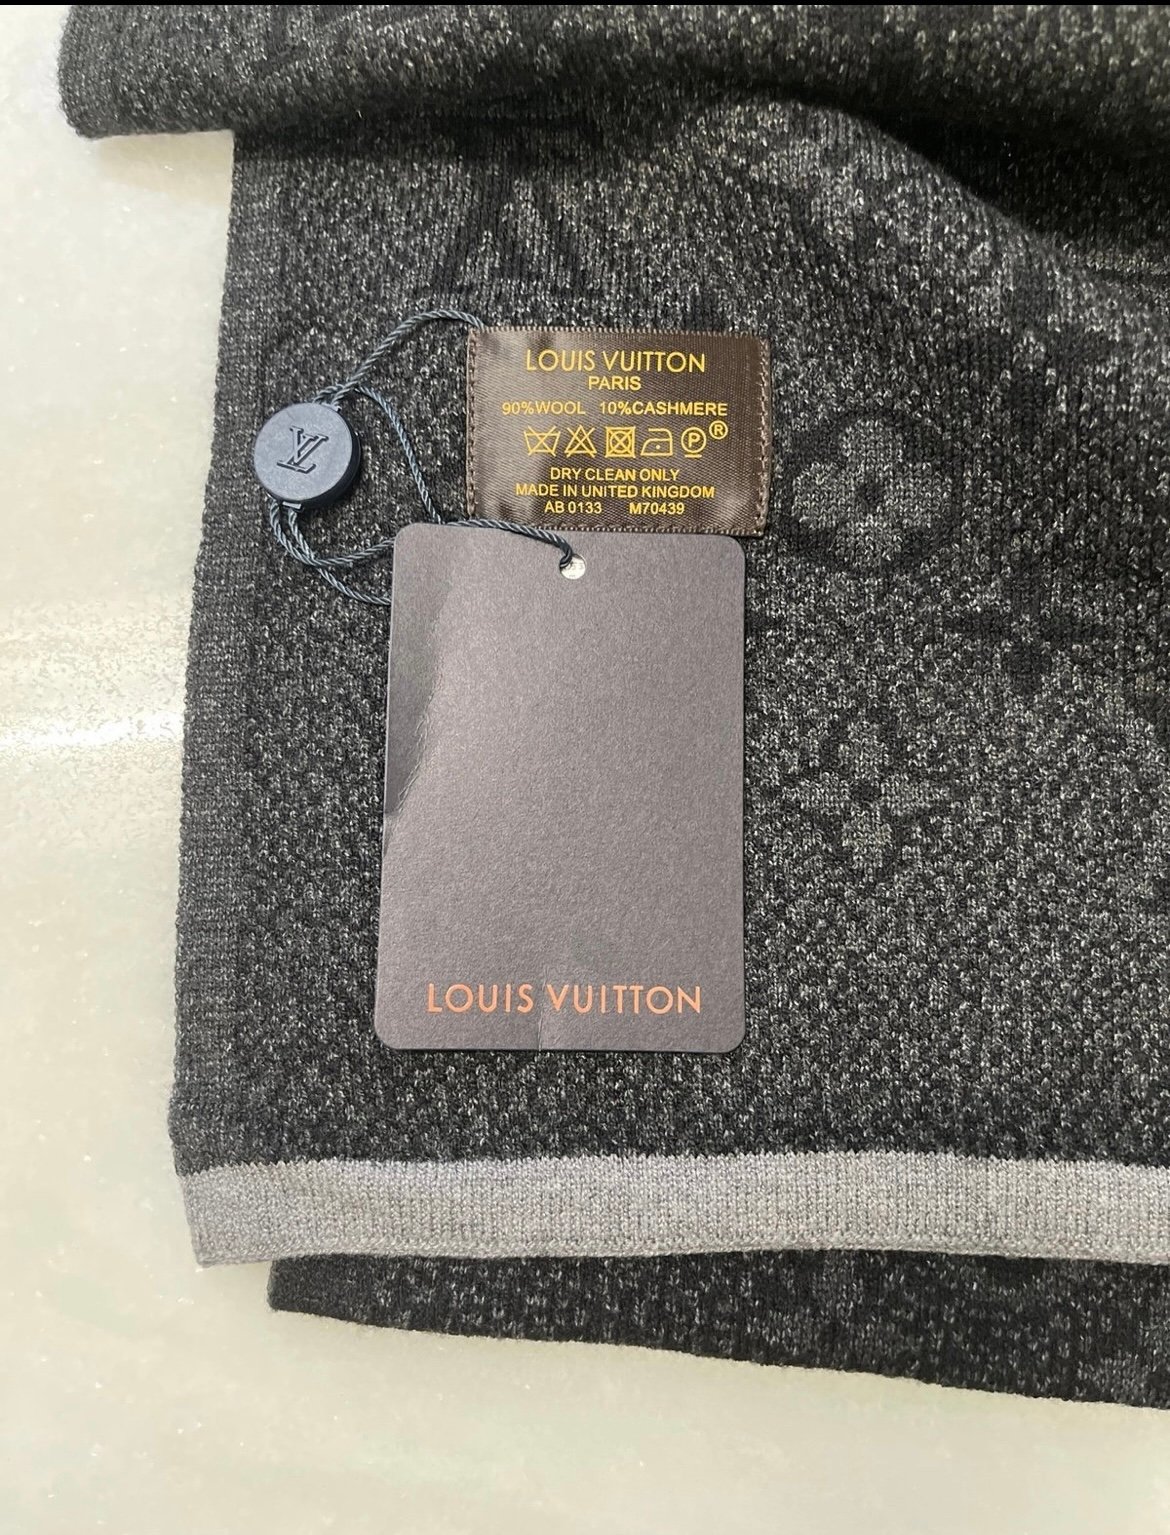 LOUIS VUITTON
PARIS
90%WOOL 10%CASHMERE
P ®
DRY CLEAN ONLY
MADE IN UNITED KINGDOM
AB 0133 M70439
LV
LOUIS VUITTON